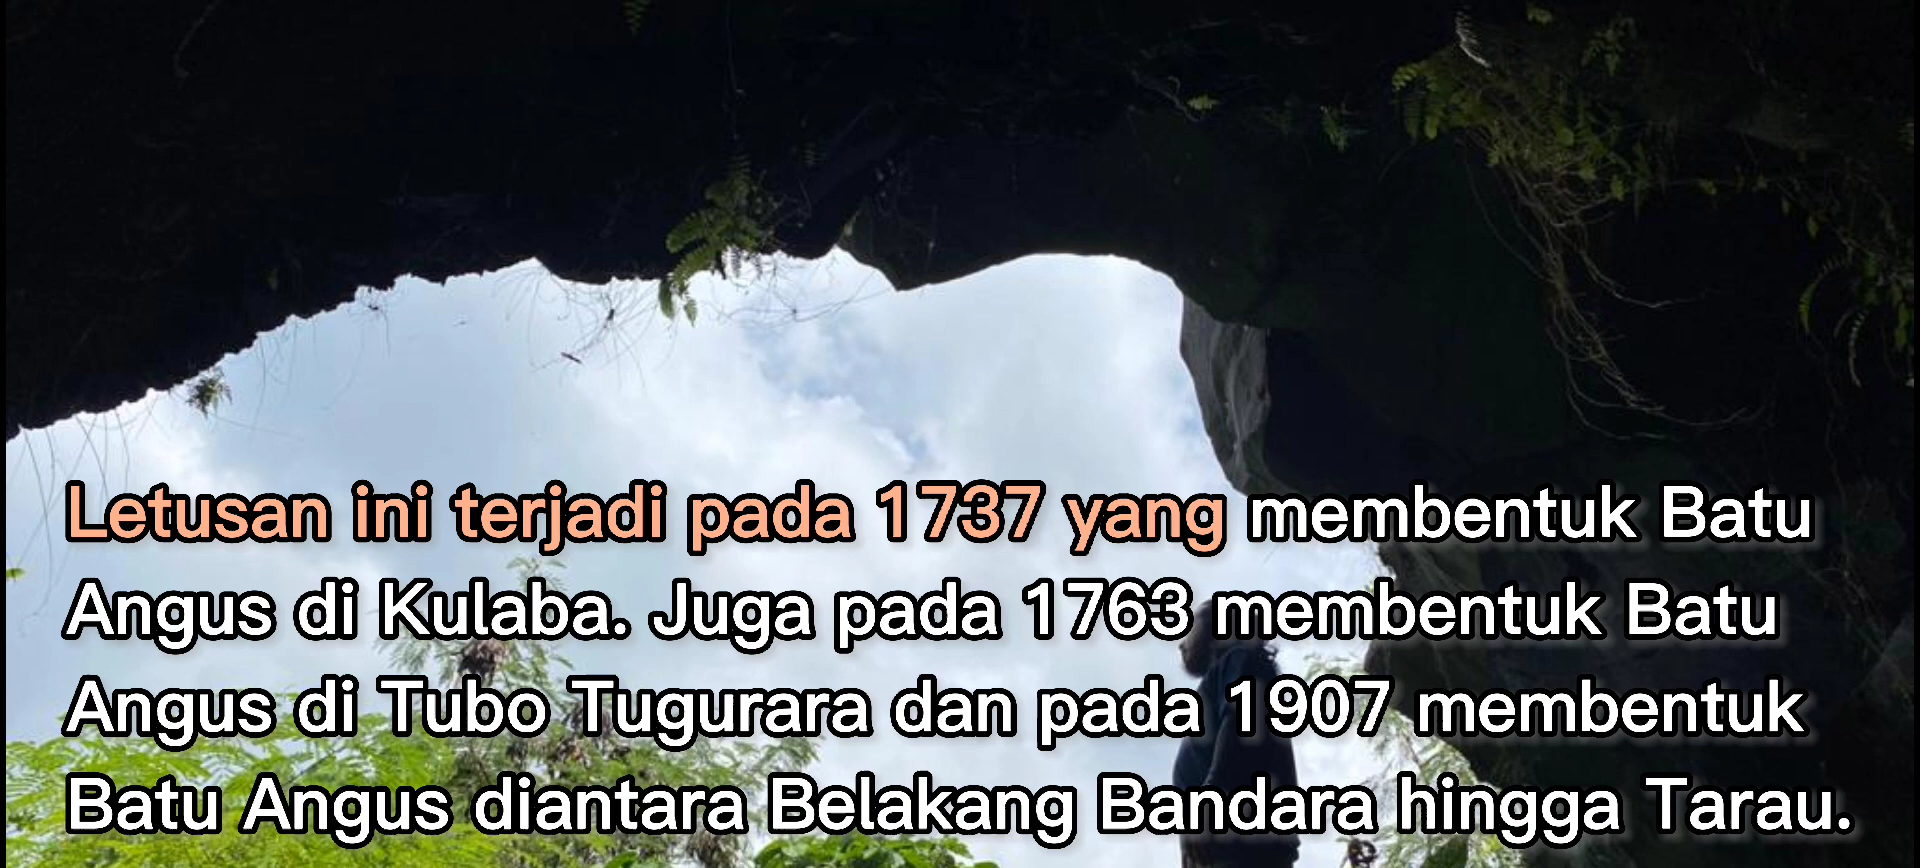 Letusan ini terjadi pada 1737 yang membentuk Batu
Angus di Kulaba. Juga pada 1763 membentuk Batu
Angus di Tubo Tugurara dan pada 1907 membentuk
Batu Angus diantara Belakang Bandara hingga Tarau.